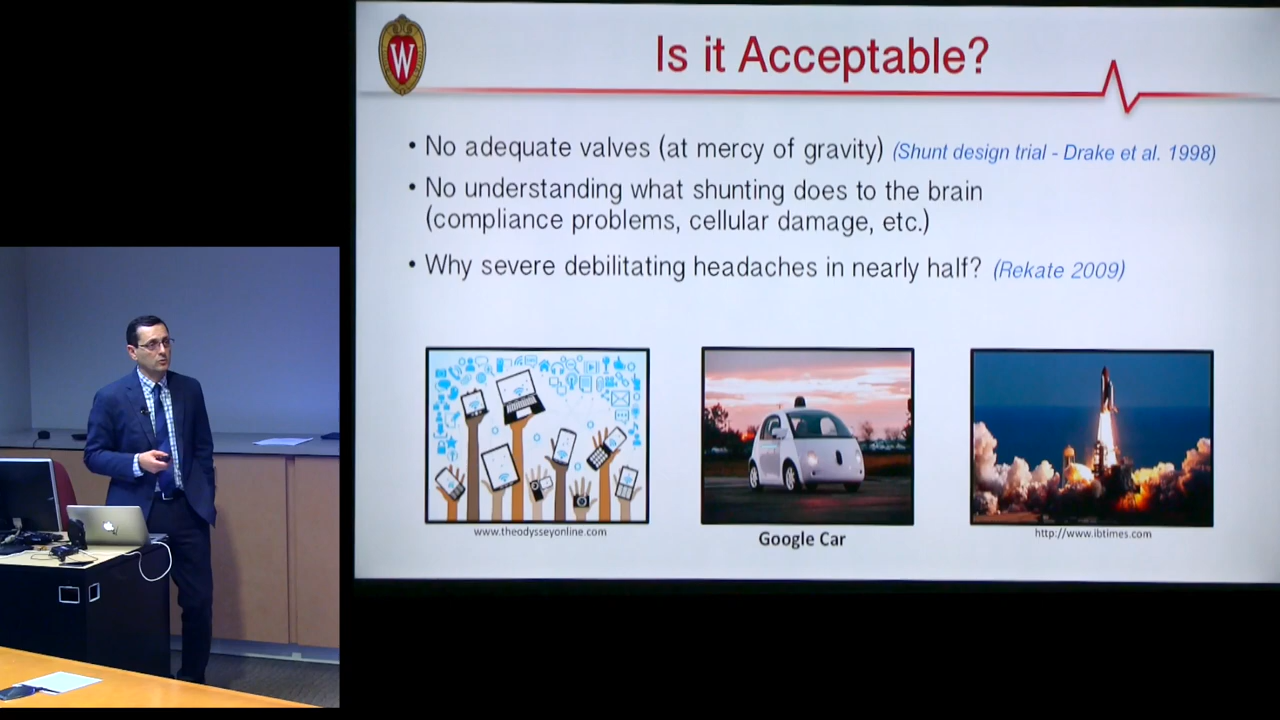 W
Is it Acceptable?
• No adequate valves (at mercy of gravity) (Shunt design trial - Drake et al. 1998)
• No understanding what shunting does to the brain
(compliance problems, cellular damage, etc.)
• Why severe debilitating headaches in nearly half? (Rekate 2009)
www.theodysseyonline.com
Google Car
http://www.ibtimes.com